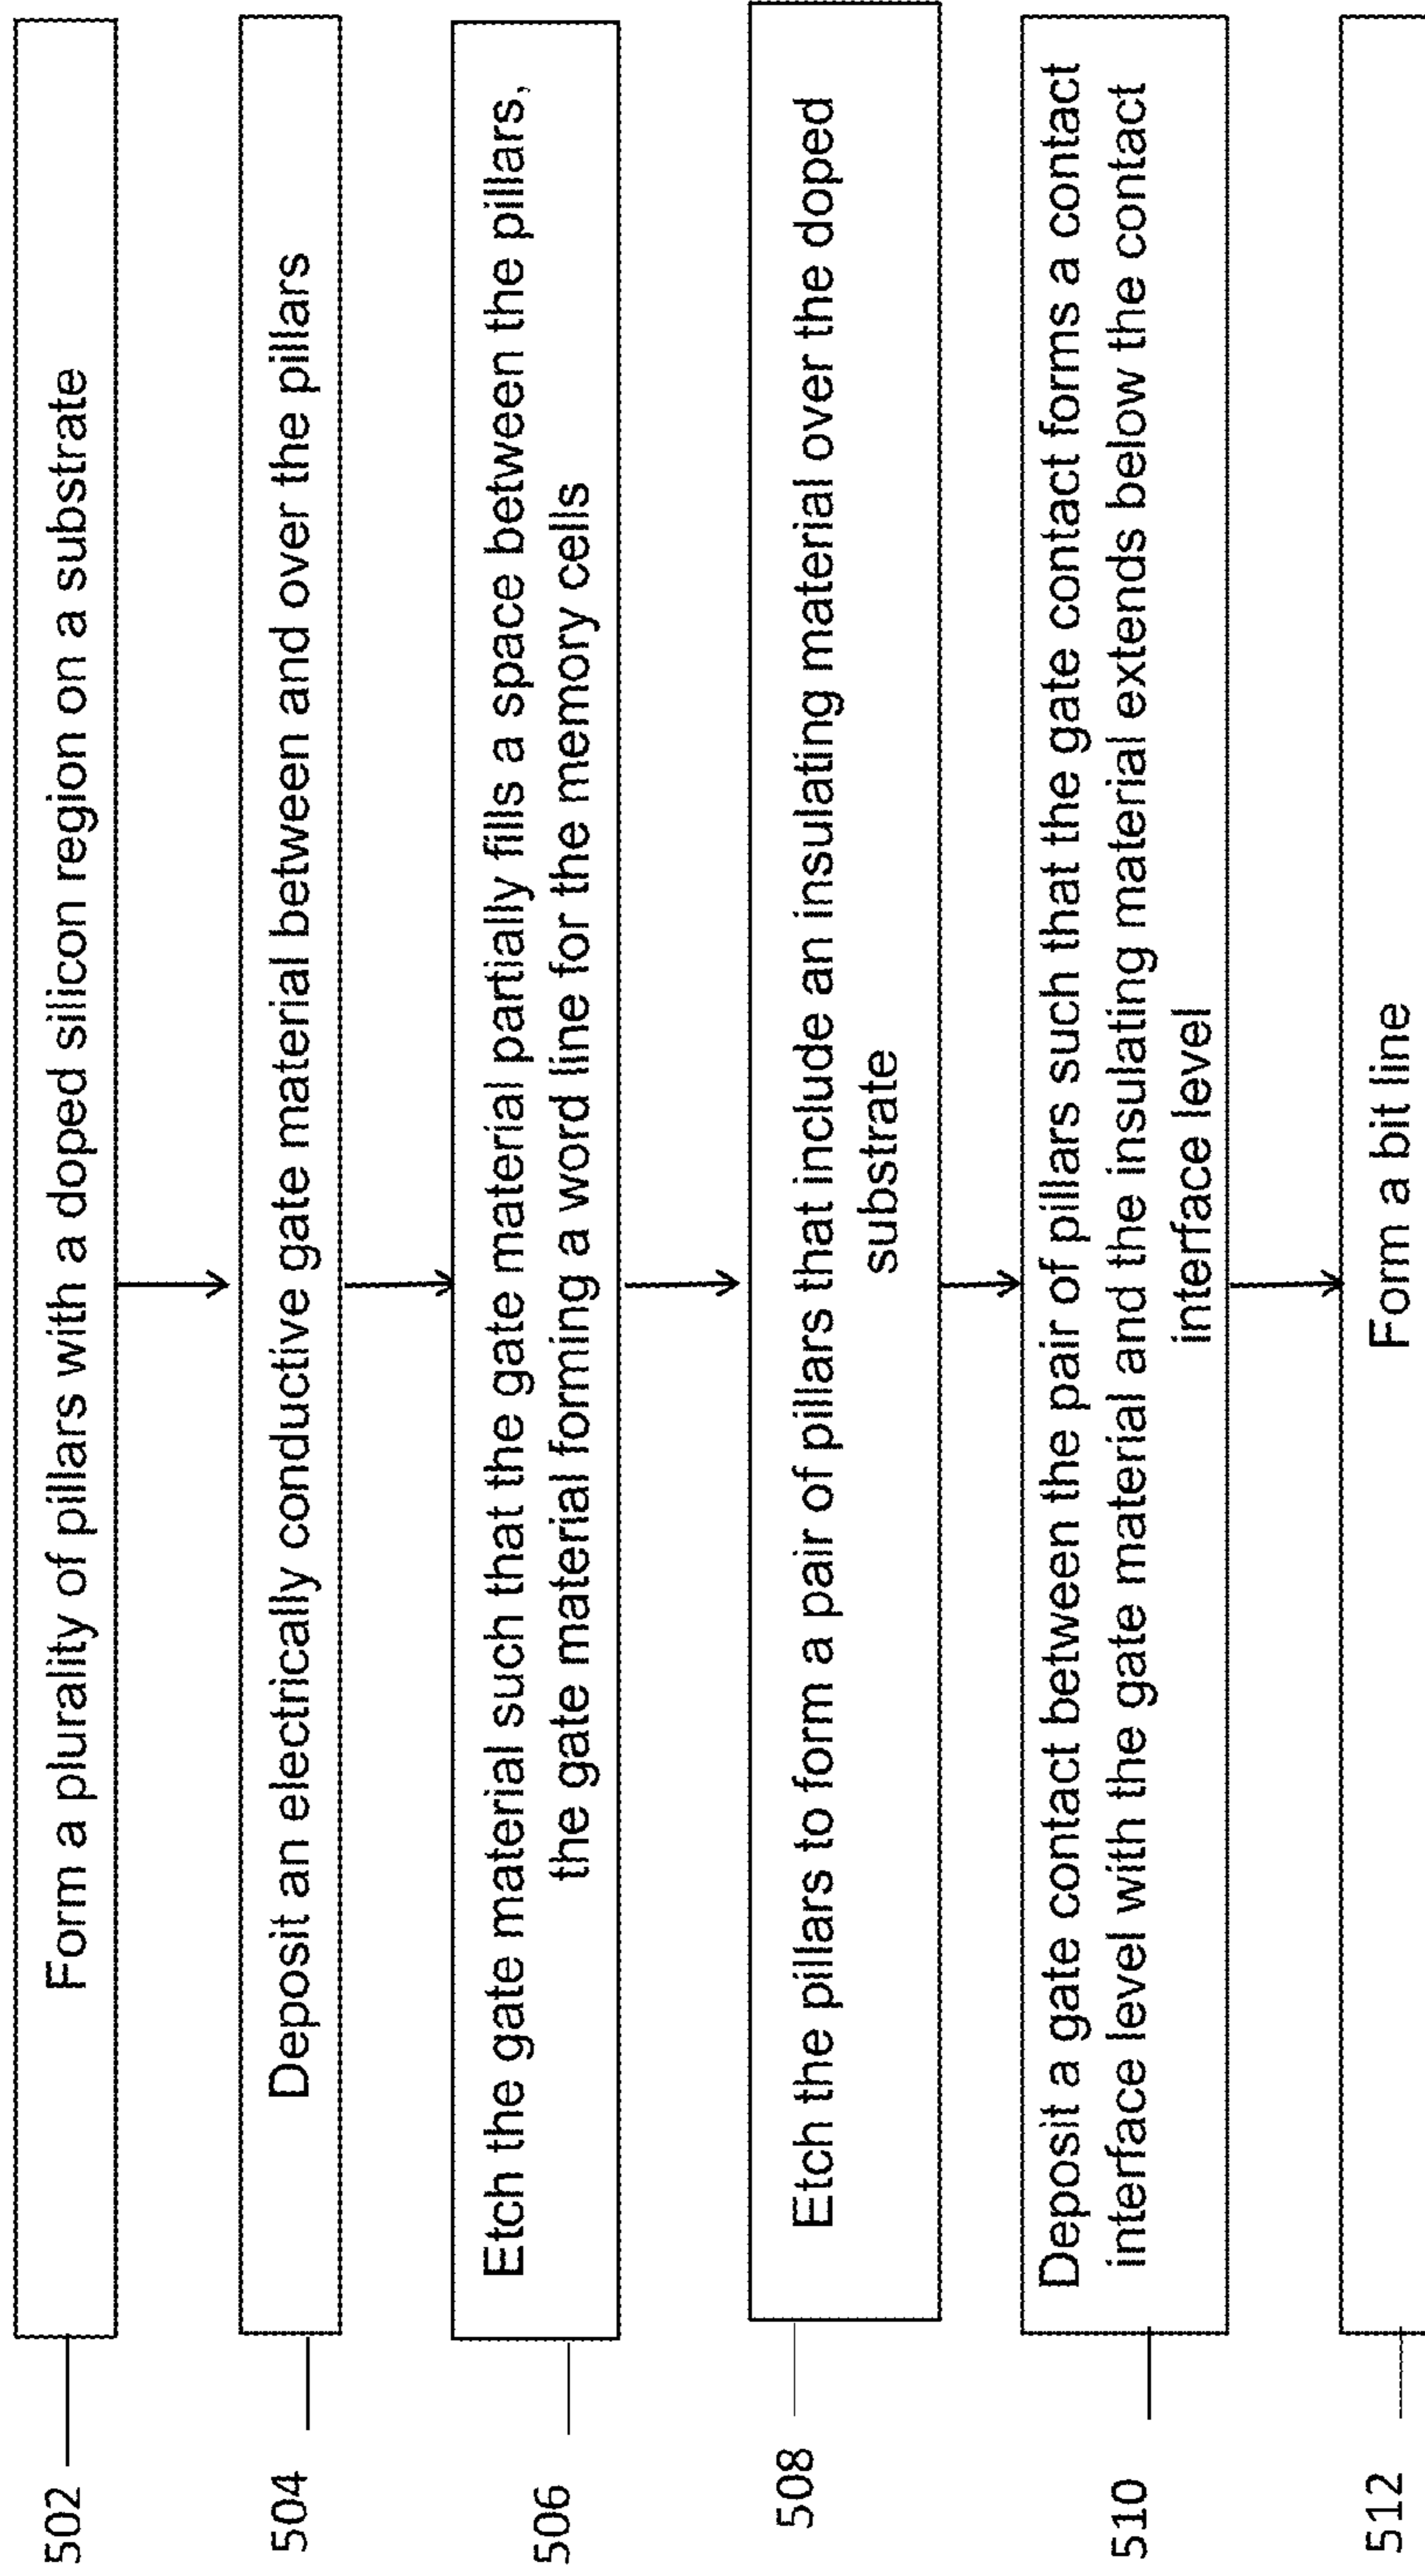 502
Form a plurality of pillars with a doped silicon region on a substrate
504
Deposit an electrically conductive gate material between and over the pillars
506
Etch the gate material such that the gate material partially fills a space between the pillars,
the gate material forming a word line for the memory cells
508
Etch the pillars to form a pair of pillars that include an insulating material over the doped
substrate
510
Deposit a gate contact between the pair of pillars such that the gate contact forms a contact
interface level with the gate material and the insulating material extends below the contact
interface level
512
Form a bit line